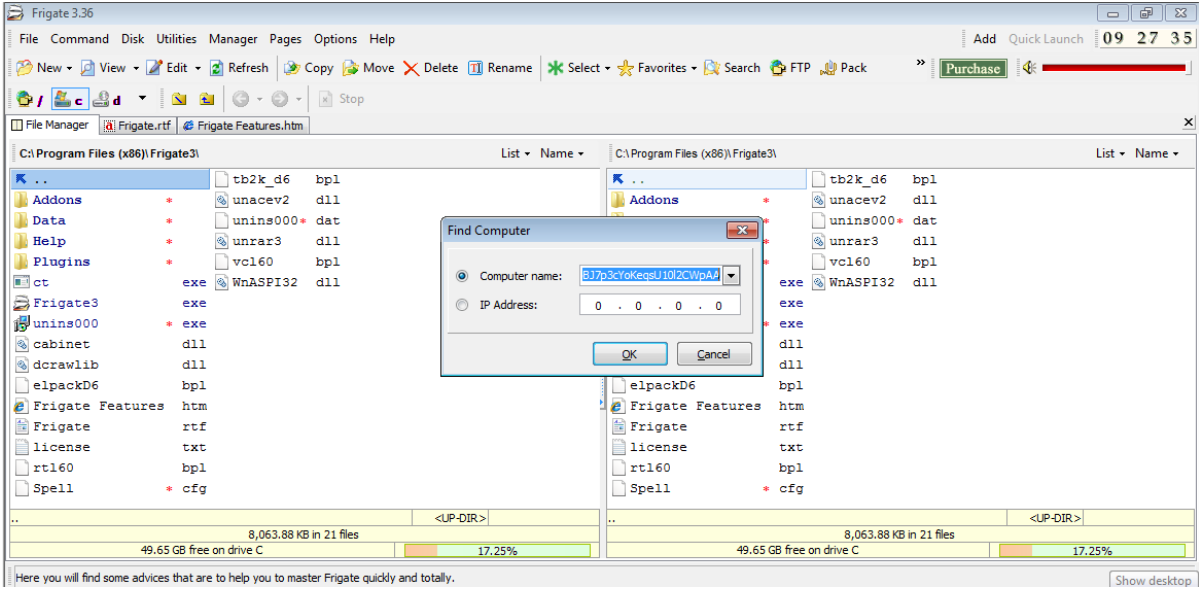 Frigate 3.36
File Command Disk Utilities Manager Pages Options Help Add Quick Launch 09 27 35
New View Edit Refresh Copy Move Delete Rename Select Favorites Search FTP Pack » Purchase
/ c d Stop
File Manager Frigate.rtf Frigate Features.htm
C:\Program Files (x86)\Frigate3\ List Name C:\Program Files (x86)\Frigate3\ List Name
.. tb2k_d6 bpl .. tb2k_d6 bpl
Addons * unacev2 dll Addons * unacev2 dll
Data * unins000* dat unins000* dat
Help * unrar3 dll unrar3 dll
Plugins * vcl60 bpl vcl60 bpl
ct exe WnASPI32 dll exe WnASPI32 dll
Frigate3 exe exe
unins000 * exe * exe
cabinet dll dll
dcrawlib dll dll
elpackD6 bpl elpackD6 bpl
Frigate Features htm Frigate Features htm
Frigate rtf Frigate rtf
license txt license txt
rtl60 bpl rtl60 bpl
Spell * cfg Spell * cfg
Find Computer
Computer name: BJ7p3cYoKeqsU10l2CWpAA
IP Address: 0 . 0 . 0 . 0
OK Cancel
.. <UP-DIR> .. <UP-DIR>
8,063.88 KB in 21 files 8,063.88 KB in 21 files
49.65 GB free on drive C 17.25% 49.65 GB free on drive C 17.25%
Here you will find some advices that are to help you to master Frigate quickly and totally. Show desktop